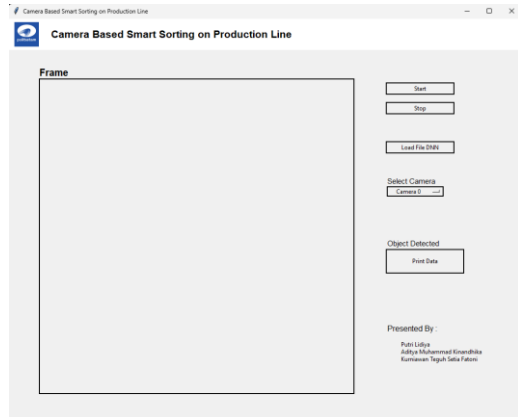 Camera Based Smart Sorting on Production Line
Camera Based Smart Sorting on Production Line
Frame
Start
Stop
Load File DNN
Select Camera
Camera 0
Object Detected
Print Data
Presented By :
Putri Lidiya
Aditya Muhammad Kinandhika
Kurniawan Teguh Satia Fatoni